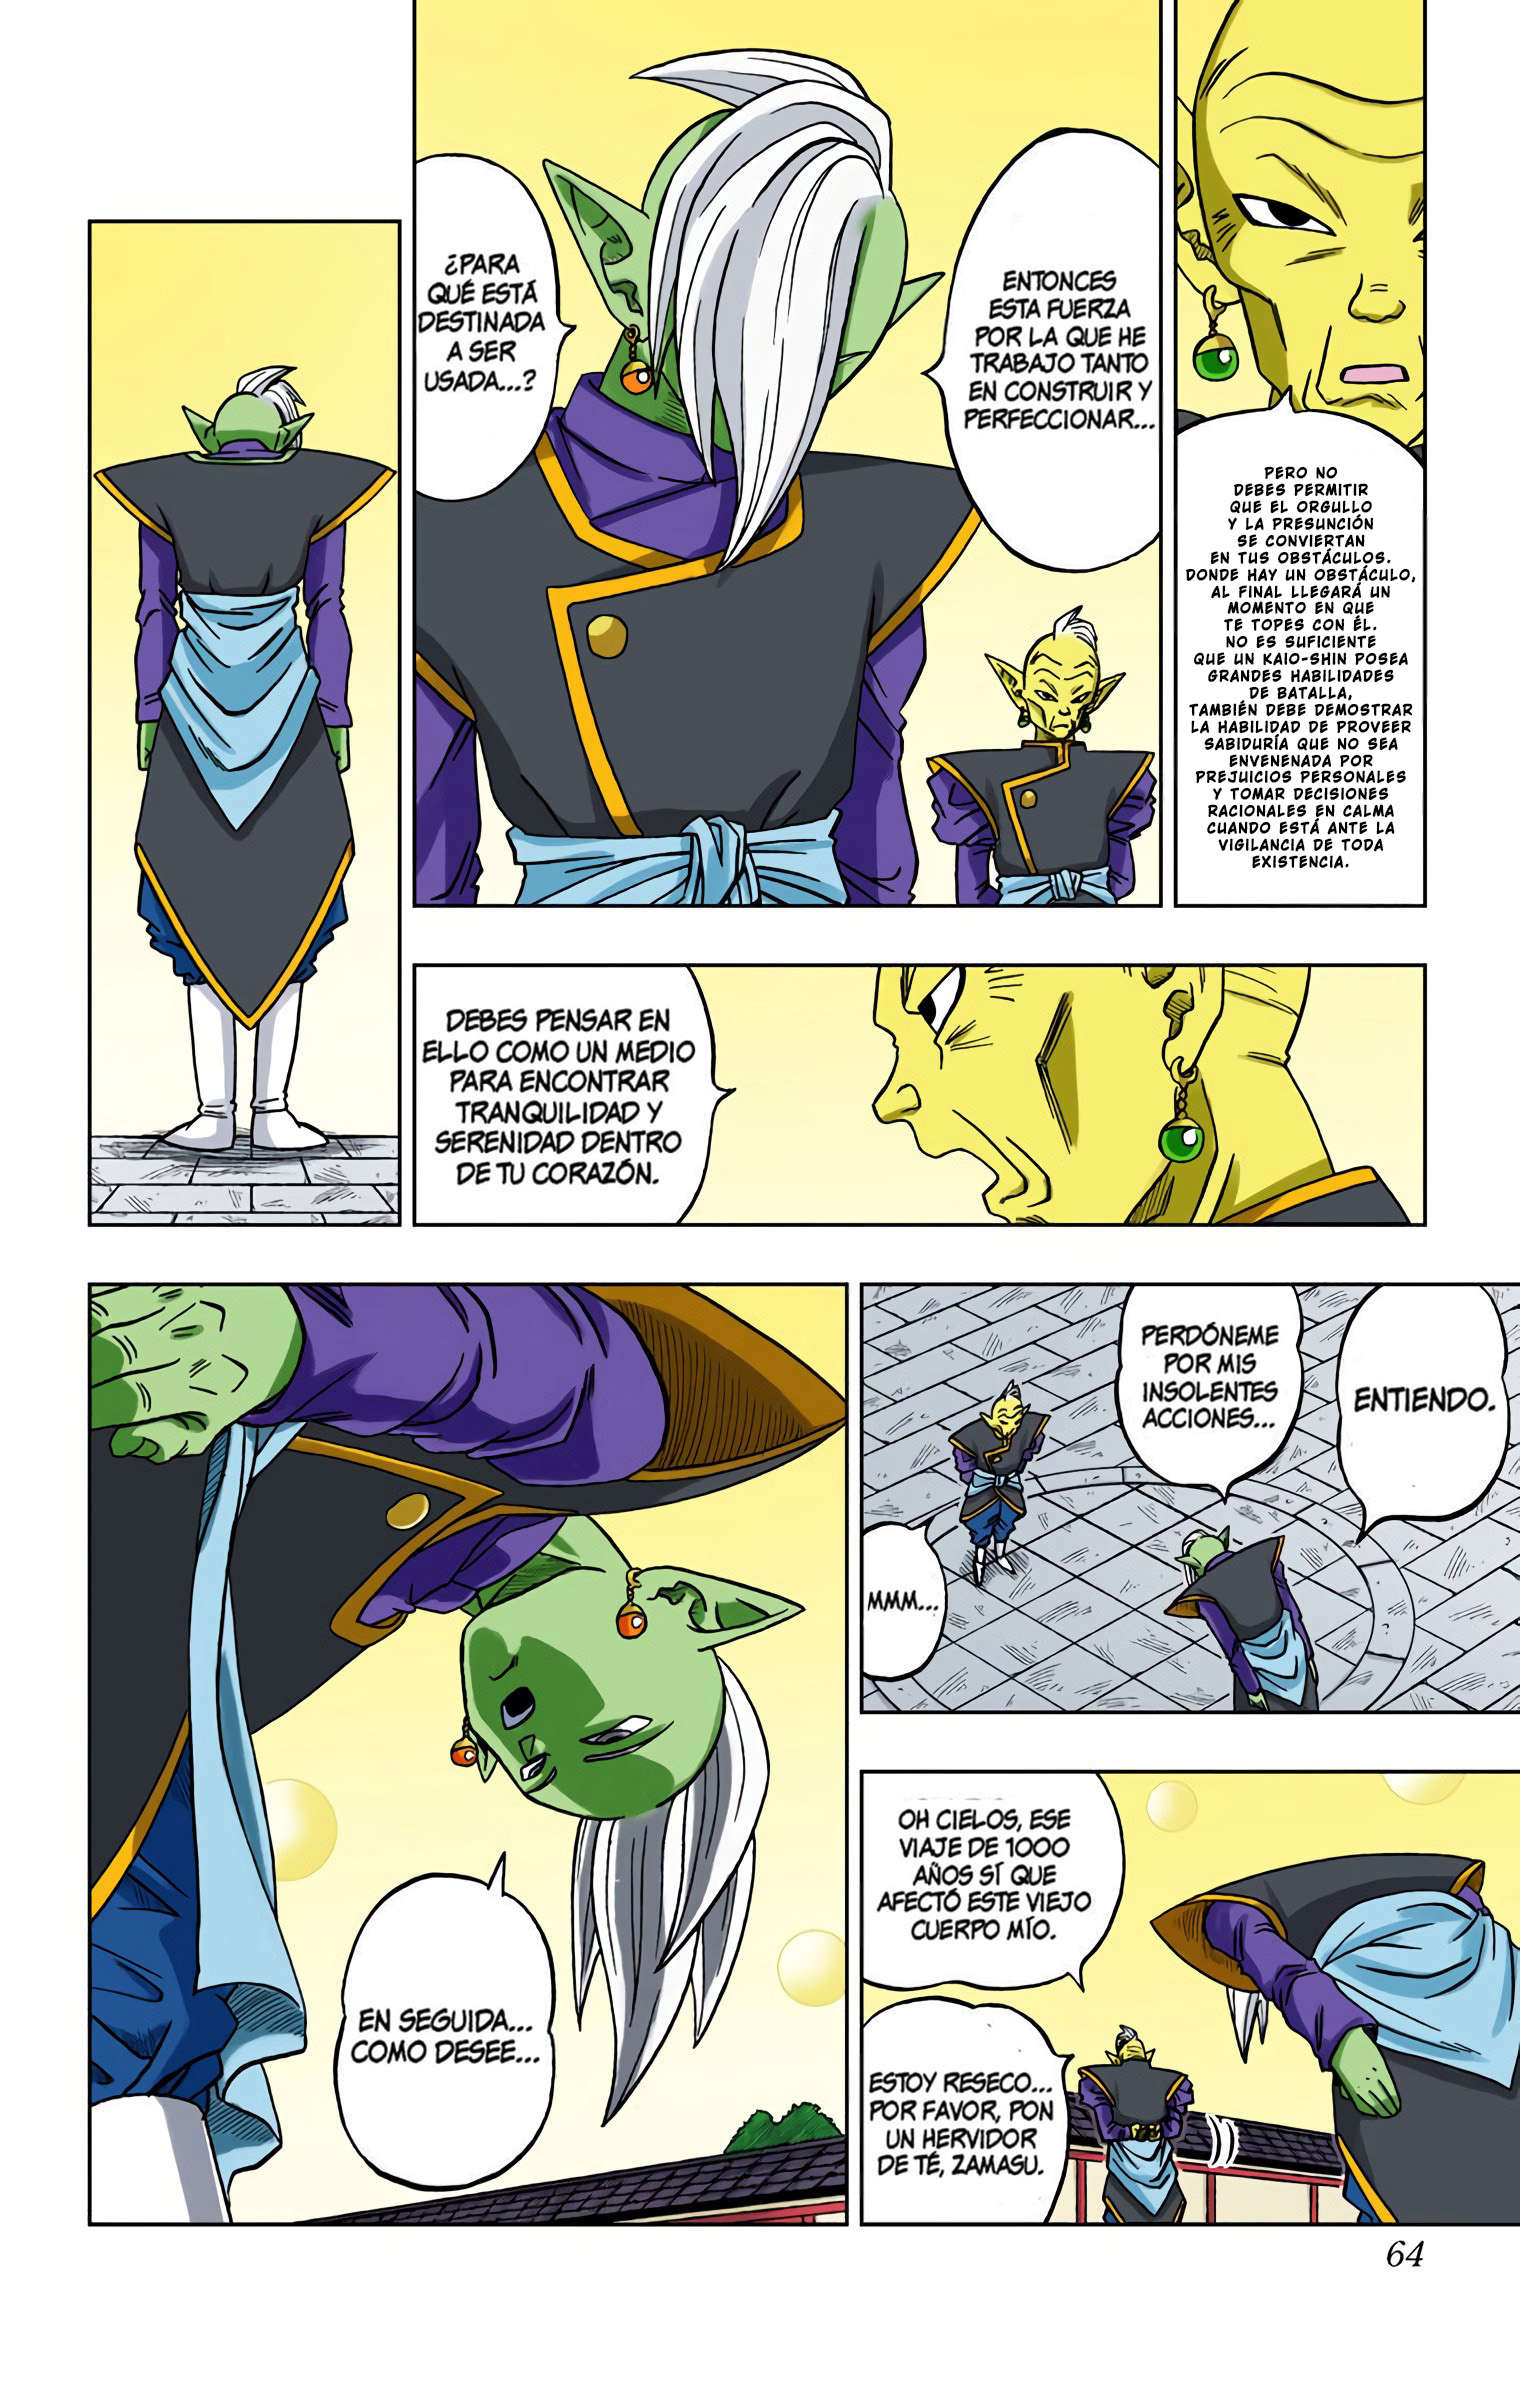 PERO NO
DEBES PERMITIR
QUE EL ORGULLO
Y LA PRESUNCIÓN
SE CONVIERTAN
EN TUS OBSTÁCULOS.
DONDE HAY UN OBSTÁCULO,
AL FINAL LLEGARÁ UN
MOMENTO EN QUE
TE TOPES CON ÉL.
NO ES SUFICIENTE
QUE UN KAIO-SHIN POSEA
GRANDES HABILIDADES
DE BATALLA,
TAMBIÉN DEBE DEMOSTRAR
LA HABILIDAD DE PROVEER
SABIDURÍA QUE NO SEA
ENVENENADA POR
PREJUICIOS PERSONALES
Y TOMAR DECISIONES
RACIONALES EN CALMA
CUANDO ESTÁ ANTE LA
VIGILANCIA DE TODA
EXISTENCIA.
ENTONCES
ESTA FUERZA
POR LA QUE HE
TRABAJO TANTO
EN CONSTRUIR Y
PERFECCIONAR...
¿PARA
QUÉ ESTÁ
DESTINADA
A SER
USADA...?
DEBES PENSAR EN
ELLO COMO UN MEDIO
PARA ENCONTRAR
TRANQUILIDAD Y
SERENIDAD DENTRO
DE TU CORAZÓN.
ENTIENDO.
PERDÓNEME
POR MIS
INSOLENTES
ACCIONES...
MMM...
OH CIELOS, ESE
VIAJE DE 1000
AÑOS SÍ QUE
AFECTÓ ESTE VIEJO
CUERPO MÍO.
ESTOY RESECO...
POR FAVOR, PON
UN HERVIDOR
DE TÉ, ZAMASU.
EN SEGUIDA...
COMO DESEE...
64